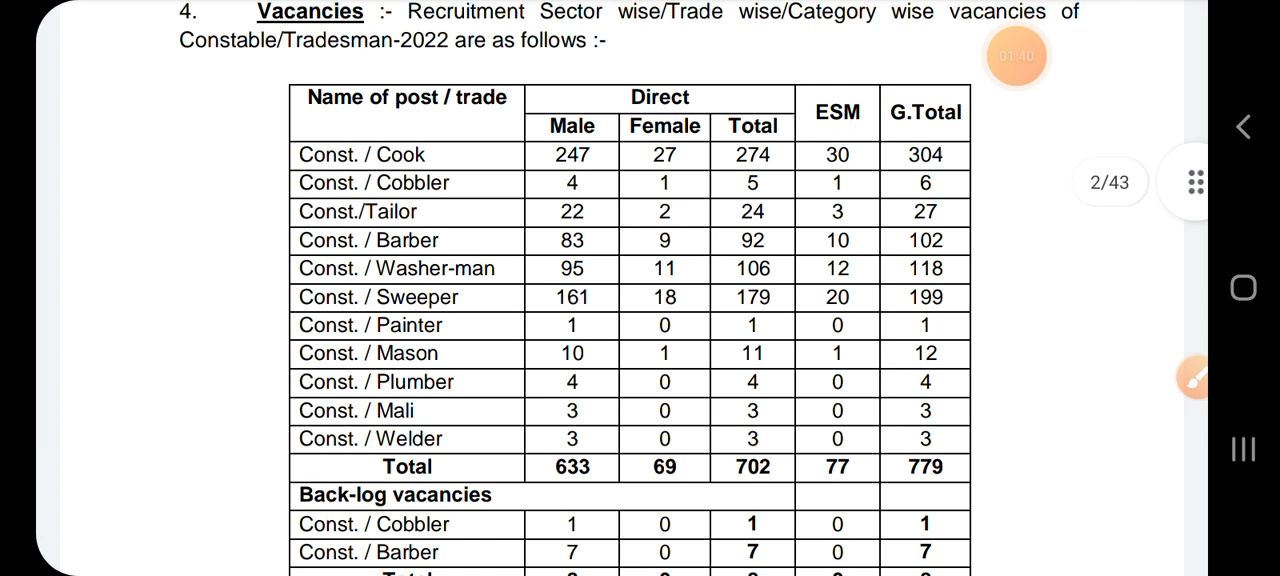 4. Vacancies :- Recruitment Sector wise/Trade wise/Category wise vacancies of
Constable/Tradesman-2022 are as follows :-
01:40
Name of post / trade Direct ESM G.Total
Male Female Total
Const. / Cook 247 27 274 30 304
Const. / Cobbler 4 1 5 1 6
2/43
Const./Tailor 22 2 24 3 27
Const. / Barber 83 9 92 10 102
Const. / Washer-man 95 11 106 12 118
Const. / Sweeper 161 18 179 20 199
Const. / Painter 1 0 1 0 1
Const. / Mason 10 1 11 1 12
Const. / Plumber 4 0 4 0 4
Const. / Mali 3 0 3 0 3
Const. / Welder 3 0 3 0 3
Total 633 69 702 77 779
Back-log vacancies
Const. / Cobbler 1 0 1 0 1
Const. / Barber 7 0 7 0 7